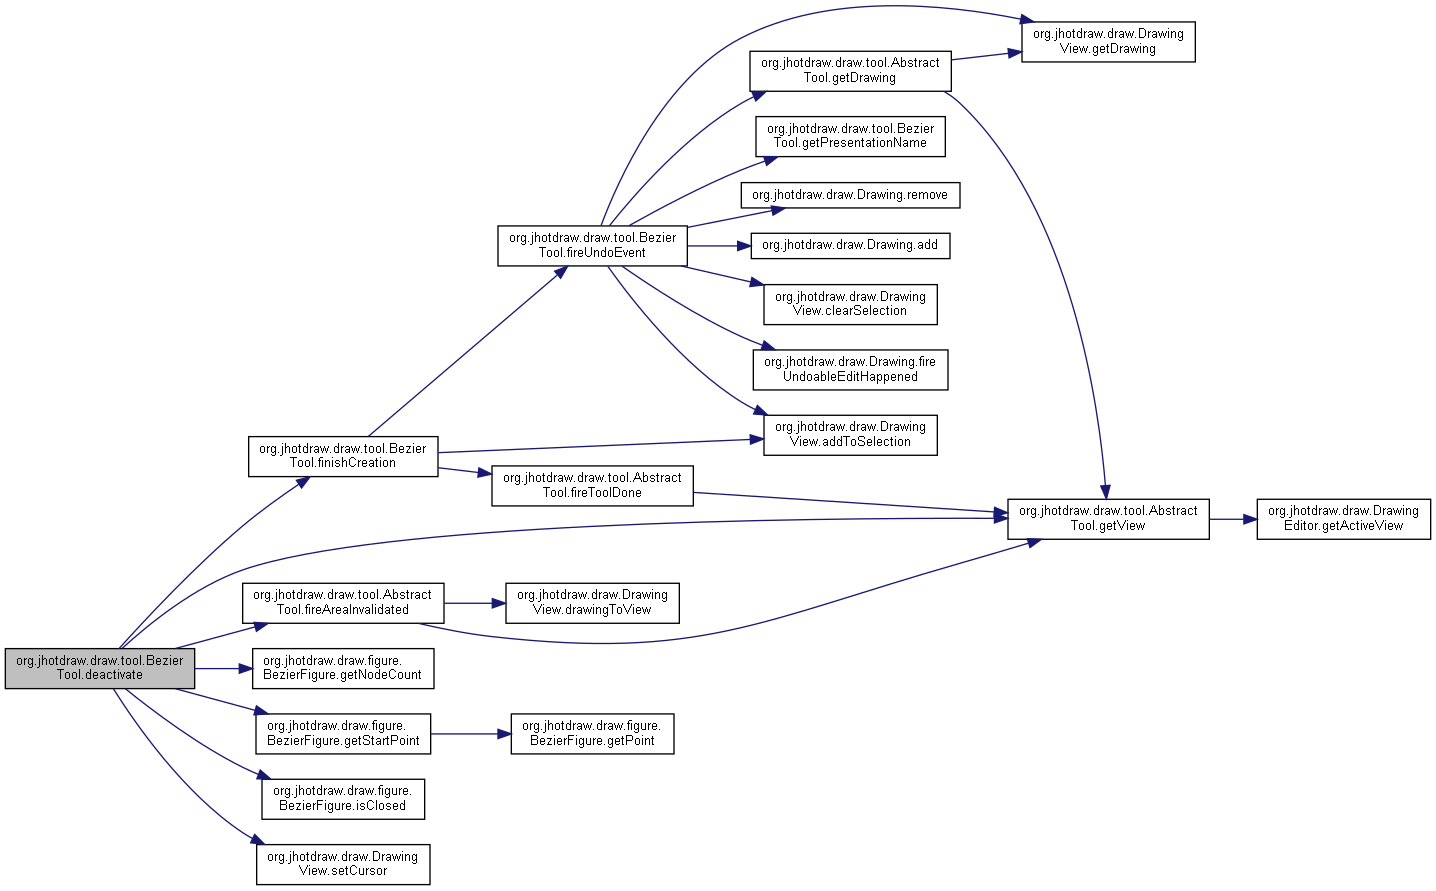 org.jhotdraw.draw.Drawing
View.getDrawing
org.jhotdraw.draw.tool.Abstract
Tool.getDrawing
org.jhotdraw.draw.tool.Bezier
Tool.getPresentationName
org.jhotdraw.draw.Drawing.remove
org.jhotdraw.draw.tool.Bezier
Tool.fireUndoEvent
org.jhotdraw.draw.Drawing.add
org.jhotdraw.draw.Drawing
View.clearSelection
org.jhotdraw.draw.Drawing.fire
UndoableEditHappened
org.jhotdraw.draw.Drawing
View.addToSelection
org.jhotdraw.draw.tool.Bezier
Tool.finishCreation
org.jhotdraw.draw.tool.Abstract
Tool.fireToolDone
org.jhotdraw.draw.tool.Abstract
Tool.getView
org.jhotdraw.draw.Drawing
Editor.getActiveView
org.jhotdraw.draw.tool.Abstract
Tool.fireAreaInvalidated
org.jhotdraw.draw.Drawing
View.drawingToView
org.jhotdraw.draw.tool.Bezier
Tool.deactivate
org.jhotdraw.draw.figure.
BezierFigure.getNodeCount
org.jhotdraw.draw.figure.
BezierFigure.getStartPoint
org.jhotdraw.draw.figure.
BezierFigure.getPoint
org.jhotdraw.draw.figure.
BezierFigure.isClosed
org.jhotdraw.draw.Drawing
View.setCursor